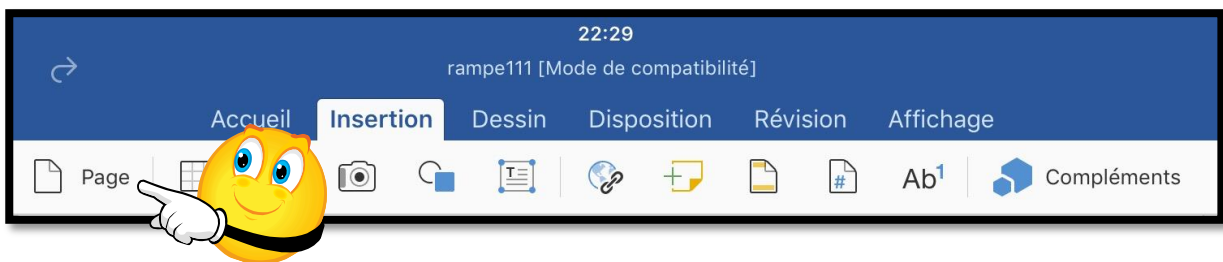 22:29
rampe111 [Mode de compatibilité]
Accueil Insertion Dessin Disposition Révision Affichage
Page # Ab1 Compléments